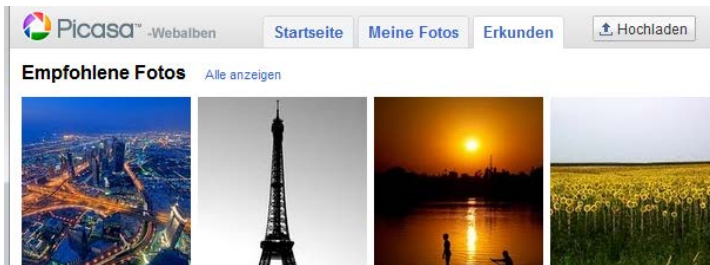 Picasa™ -Webalben Startseite Meine Fotos Erkunden Hochladen
Empfohlene Fotos Alle anzeigen